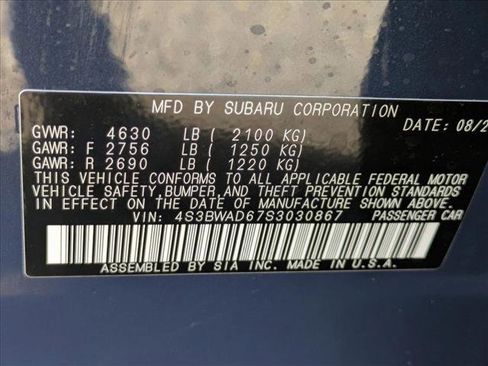 MFD BY SUBARU CORPORATION
DATE: 08/2
GVWR: 4630 LB ( 2100 KG)
GAWR: F 2756 LB ( 1250 KG)
GAWR: R 2690 LB ( 1220 KG)
THIS VEHICLE CONFORMS TO ALL APPLICABLE FEDERAL MOTOR
VEHICLE SAFETY, BUMPER, AND THEFT PREVENTION STANDARDS
IN EFFECT ON THE DATE OF MANUFACTURE SHOWN ABOVE.
VIN: 4S3BWAD67S3030867 PASSENGER CAR
ASSEMBLED BY SIA INC. MADE IN U.S.A.